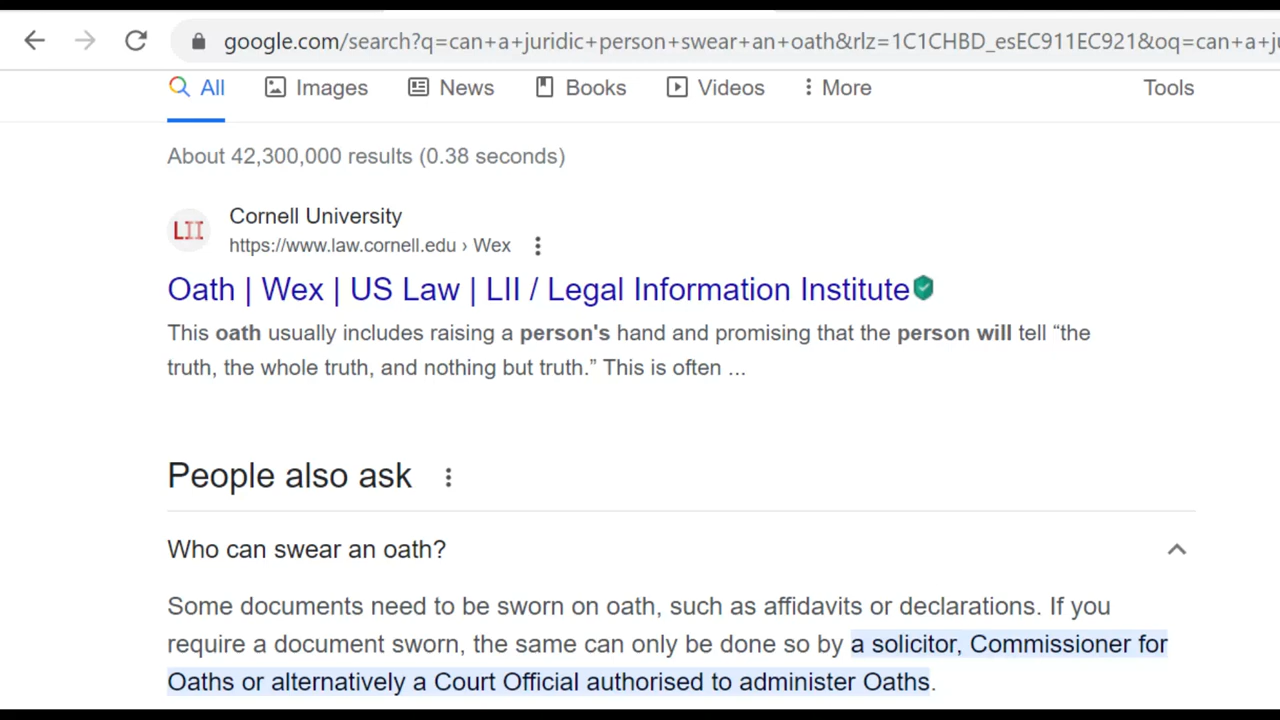 google.com/search?q=can+a+juridic+person+swear+an+oath&rlz=1C1CHBD_esEC911EC921&oq=can+a+ju
All Images News Books Videos More Tools
About 42,300,000 results (0.38 seconds)
LII
Cornell University
https://www.law.cornell.edu › Wex
Oath | Wex | US Law | LII / Legal Information Institute
This oath usually includes raising a person's hand and promising that the person will tell “the
truth, the whole truth, and nothing but truth.” This is often ...
People also ask
Who can swear an oath?
Some documents need to be sworn on oath, such as affidavits or declarations. If you
require a document sworn, the same can only be done so by a solicitor, Commissioner for
Oaths or alternatively a Court Official authorised to administer Oaths.